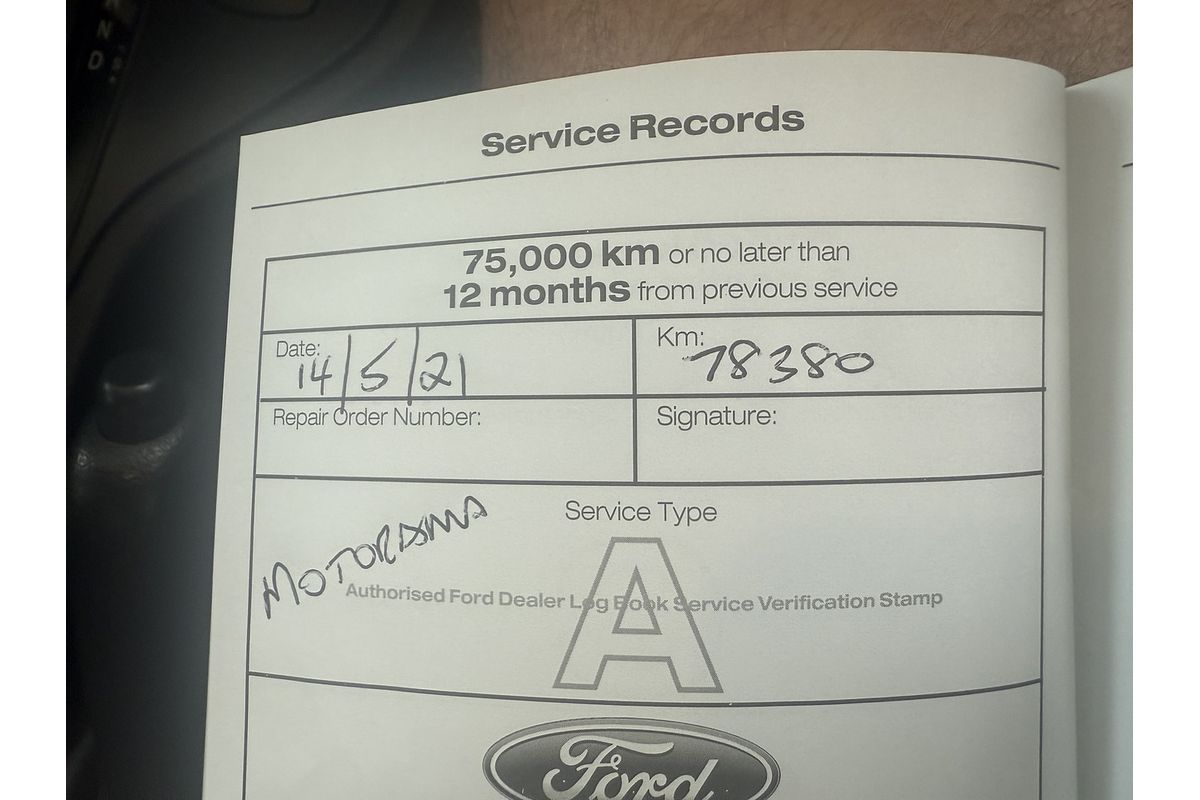 N
D
Service Records
75,000 km or no later than
12 months from previous service
Date: 14/5/21
Km: 78380
Repair Order Number:
Signature:
Service Type
MOTORAMA
A
Authorised Ford Dealer Log Book Service Verification Stamp
Ford